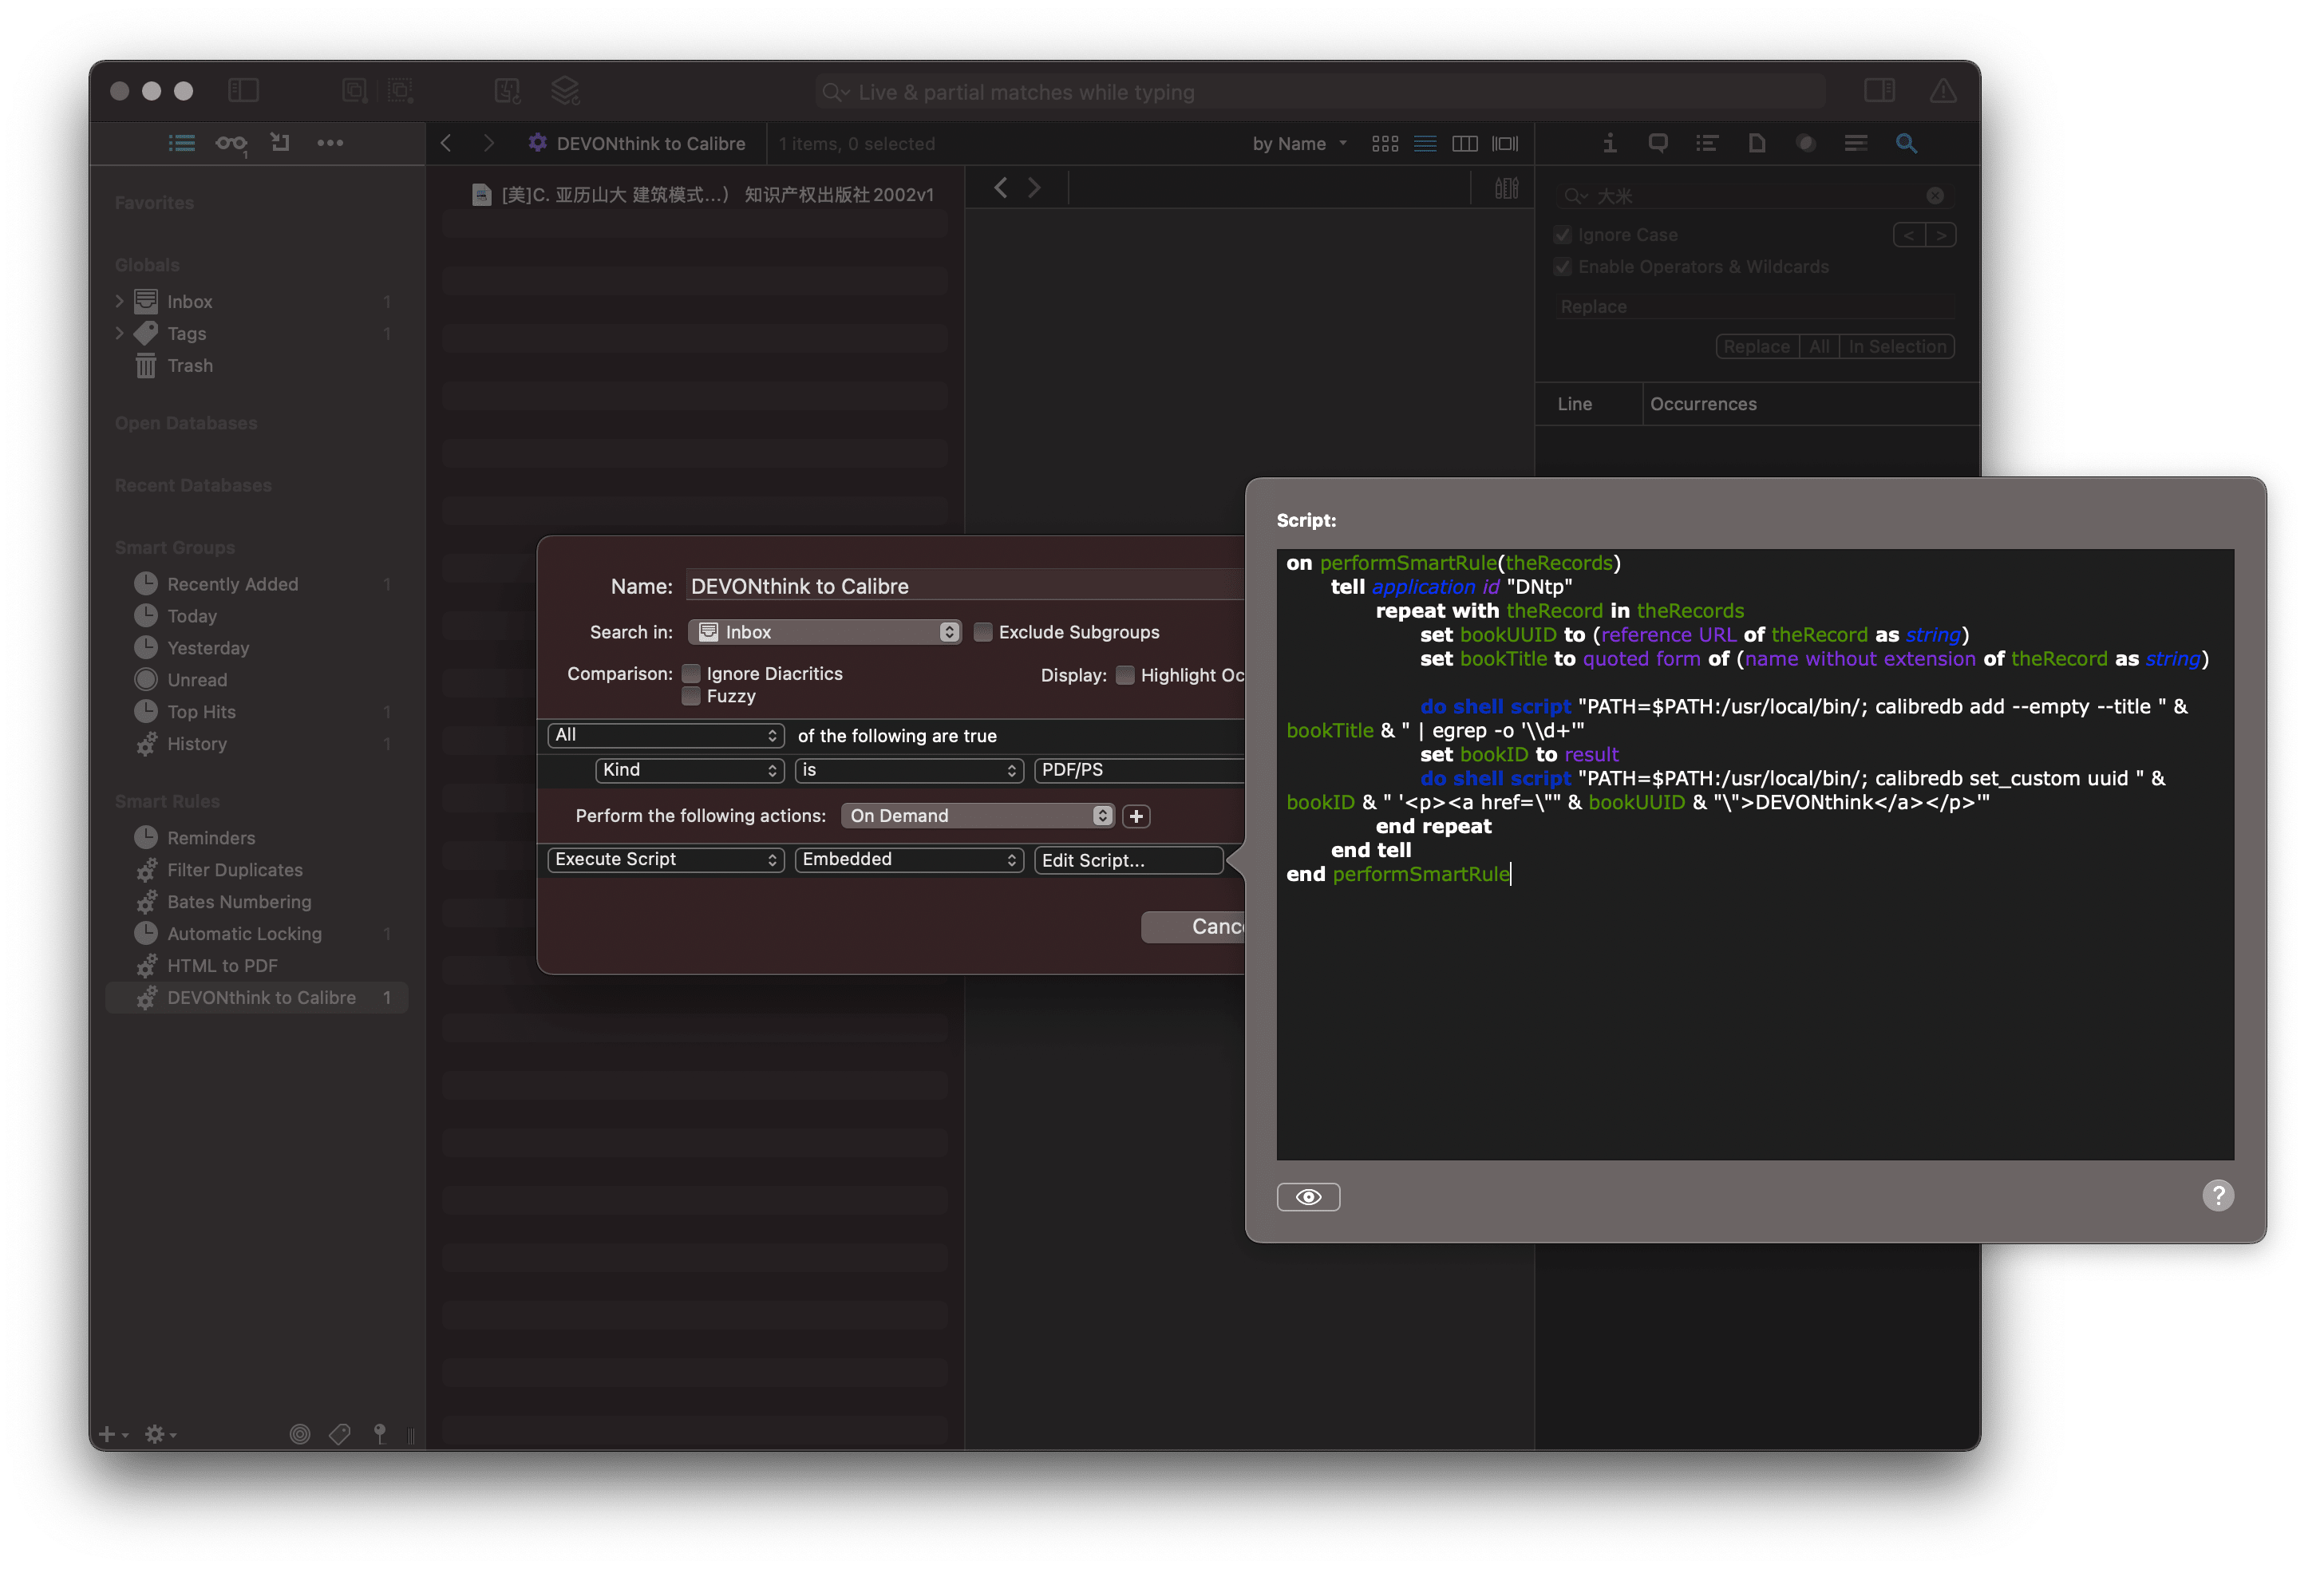 Live & partial matches while typing
1
DEVONthink to Calibre
1 items, 0 selected
by Name
Favorites
Globals
Inbox 1
Tags 1
Trash
Open Databases
Recent Databases
Smart Groups
Recently Added 1
Today
Yesterday
Unread
Top Hits 1
History 1
Smart Rules
Reminders
Filter Duplicates
Bates Numbering
Automatic Locking 1
HTML to PDF
DEVONthink to Calibre 1
[美]C. 亚历山大 建筑模式...） 知识产权出版社2002v1
大米
Ignore Case
< >
Enable Operators & Wildcards
Replace
Replace All In Selection
Line Occurrences
Name: DEVONthink to Calibre
Search in: Inbox Exclude Subgroups
Comparison: Ignore Diacritics Display: Highlight Oc
Fuzzy
All of the following are true
Kind is PDF/PS
Perform the following actions: On Demand
Execute Script Embedded Edit Script...
Canc
Script:
on performSmartRule(theRecords)
tell application id "DNtp"
repeat with theRecord in theRecords
set bookUUID to (reference URL of theRecord as string)
set bookTitle to quoted form of (name without extension of theRecord as string)
do shell script "PATH=$PATH:/usr/local/bin/; calibredb add --empty --title " &
bookTitle & " | egrep -o '\\d+'"
set bookID to result
do shell script "PATH=$PATH:/usr/local/bin/; calibredb set_custom uuid " &
bookID & " '<p><a href=\"" & bookUUID & "\">DEVONthink</a></p>'"
end repeat
end tell
end performSmartRule
?